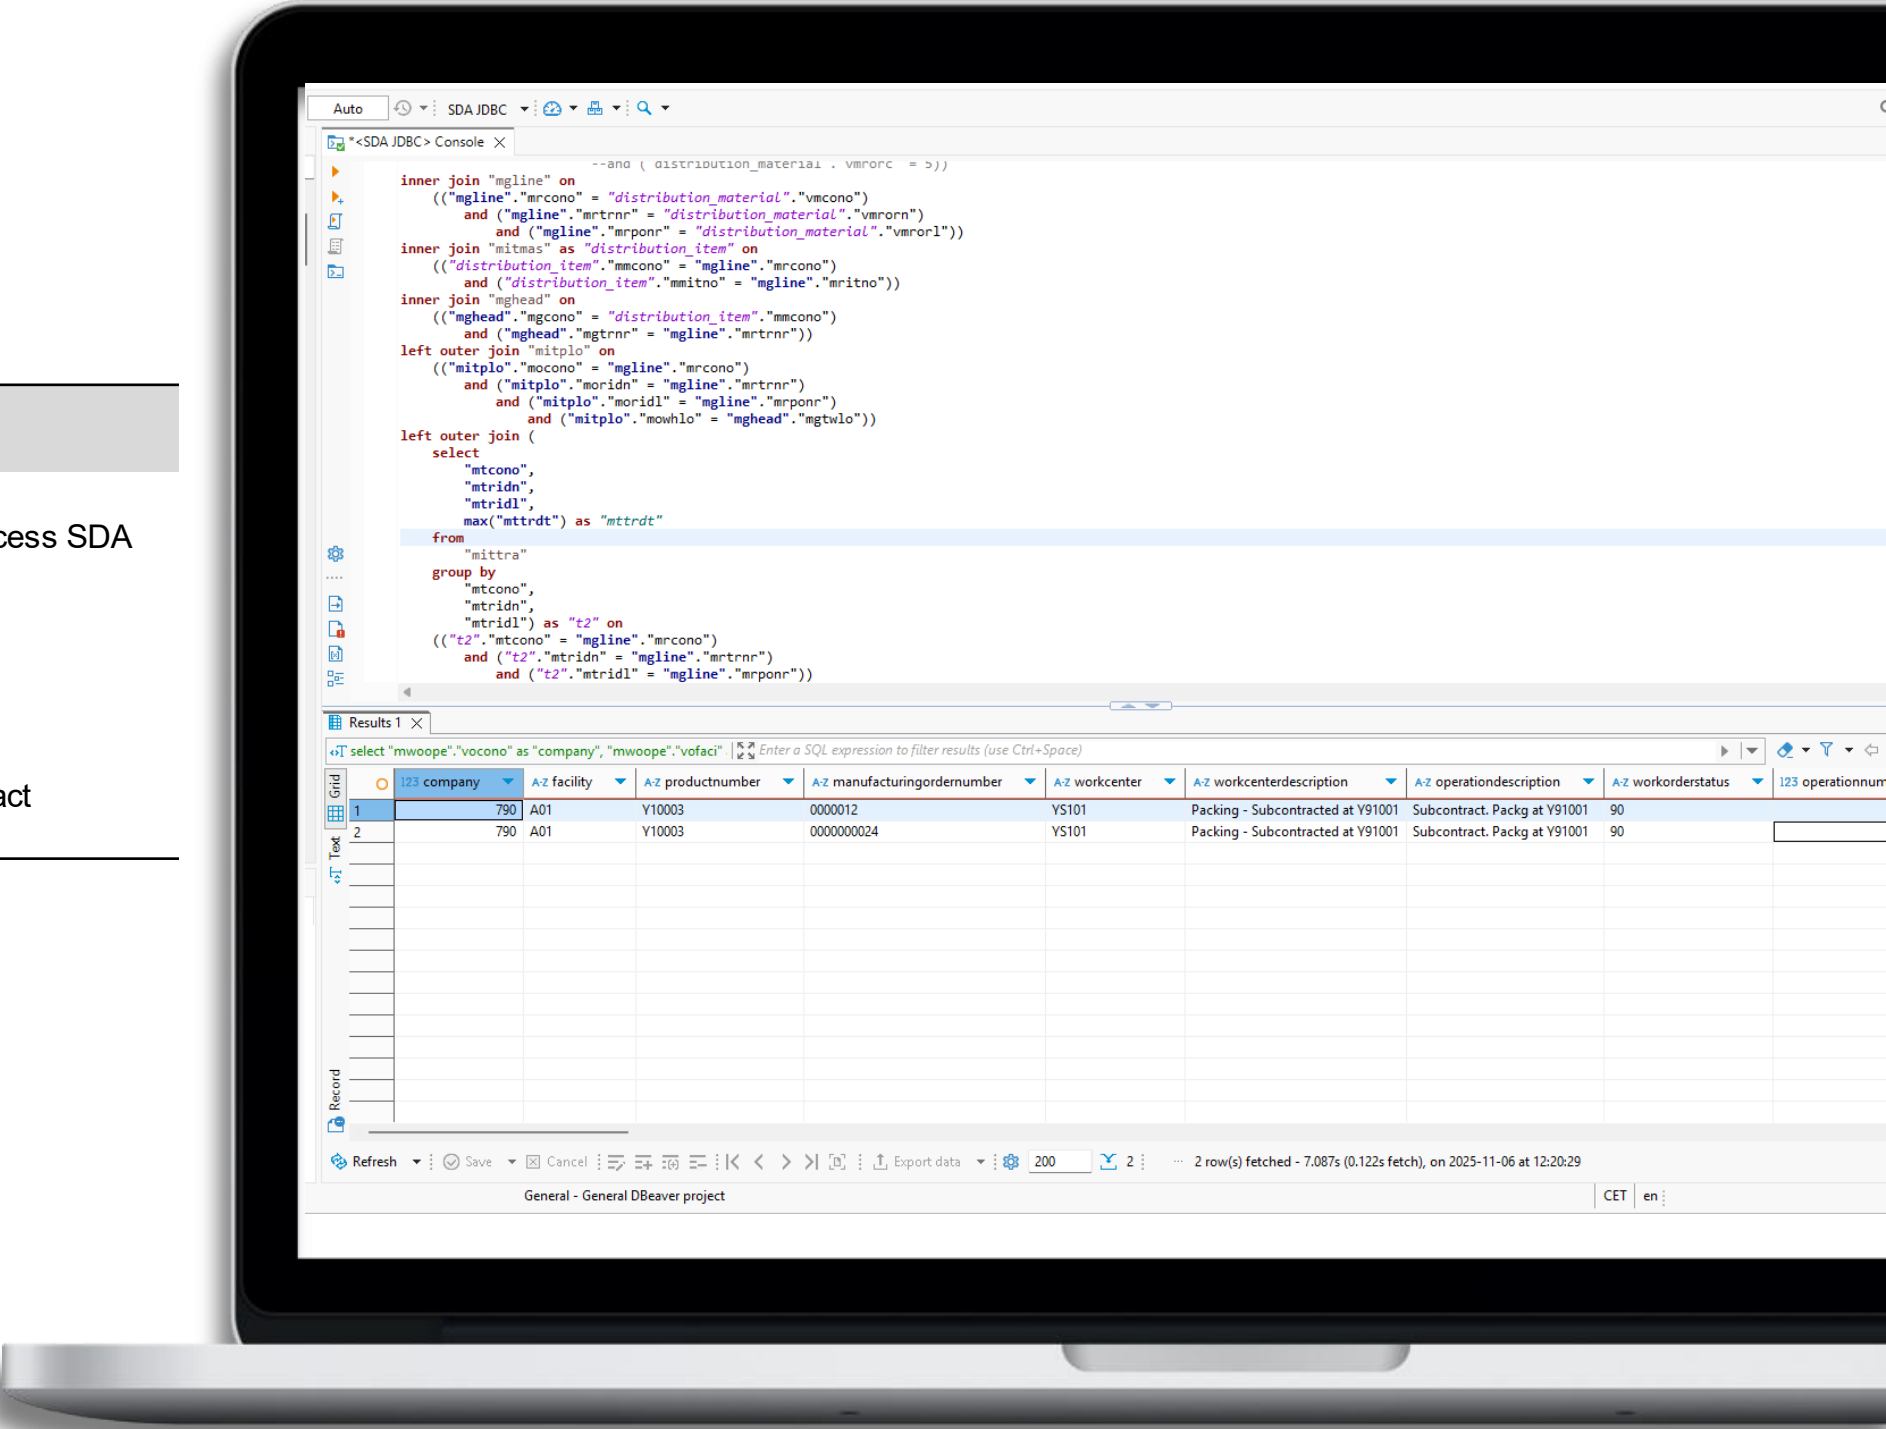 cess SDA
act
Auto SDA JDBC
*<SDA JDBC> Console
--and ( distribution_material . vmrorc = 5))
inner join "mgline" on
(("mgline"."mrcono" = "distribution_material"."vmcono")
and ("mgline"."mrtrnr" = "distribution_material"."vmrorn")
and ("mgline"."mrponr" = "distribution_material"."vmrorl"))
inner join "mitmas" as "distribution_item" on
(("distribution_item"."mmcono" = "mgline"."mrcono")
and ("distribution_item"."mmitno" = "mgline"."mritno"))
inner join "mghead" on
(("mghead"."mgcono" = "distribution_item"."mmcono")
and ("mghead"."mgtrnr" = "mgline"."mrtrnr"))
left outer join "mitplo" on
(("mitplo"."mocono" = "mgline"."mrcono")
and ("mitplo"."moridn" = "mgline"."mrtrnr")
and ("mitplo"."moridl" = "mgline"."mrponr")
and ("mitplo"."mowhlo" = "mghead"."mgtwlo"))
left outer join (
select
"mtcono",
"mtridn",
"mtridl",
max("mttrdt") as "mttrdt"
from
"mittra"
group by
"mtcono",
"mtridn",
"mtridl") as "t2" on
(("t2"."mtcono" = "mgline"."mrcono")
and ("t2"."mtridn" = "mgline"."mrtrnr")
and ("t2"."mtridl" = "mgline"."mrponr"))
Results 1
select "mwoope"."vocono" as "company", "mwoope"."vofaci" Enter a SQL expression to filter results (use Ctrl+Space)
Grid
Text
Record
123 company A-Z facility A-Z productnumber A-Z manufacturingordernumber A-Z workcenter A-Z workcenterdescription A-Z operationdescription A-Z workorderstatus 123 operationnum
1 790 A01 Y10003 0000012 YS101 Packing - Subcontracted at Y91001 Subcontract. Packg at Y91001 90
2 790 A01 Y10003 0000000024 YS101 Packing - Subcontracted at Y91001 Subcontract. Packg at Y91001 90
Refresh Save Cancel Export data 200 2 ··· 2 row(s) fetched - 7.087s (0.122s fetch), on 2025-11-06 at 12:20:29
General - General DBeaver project CET en